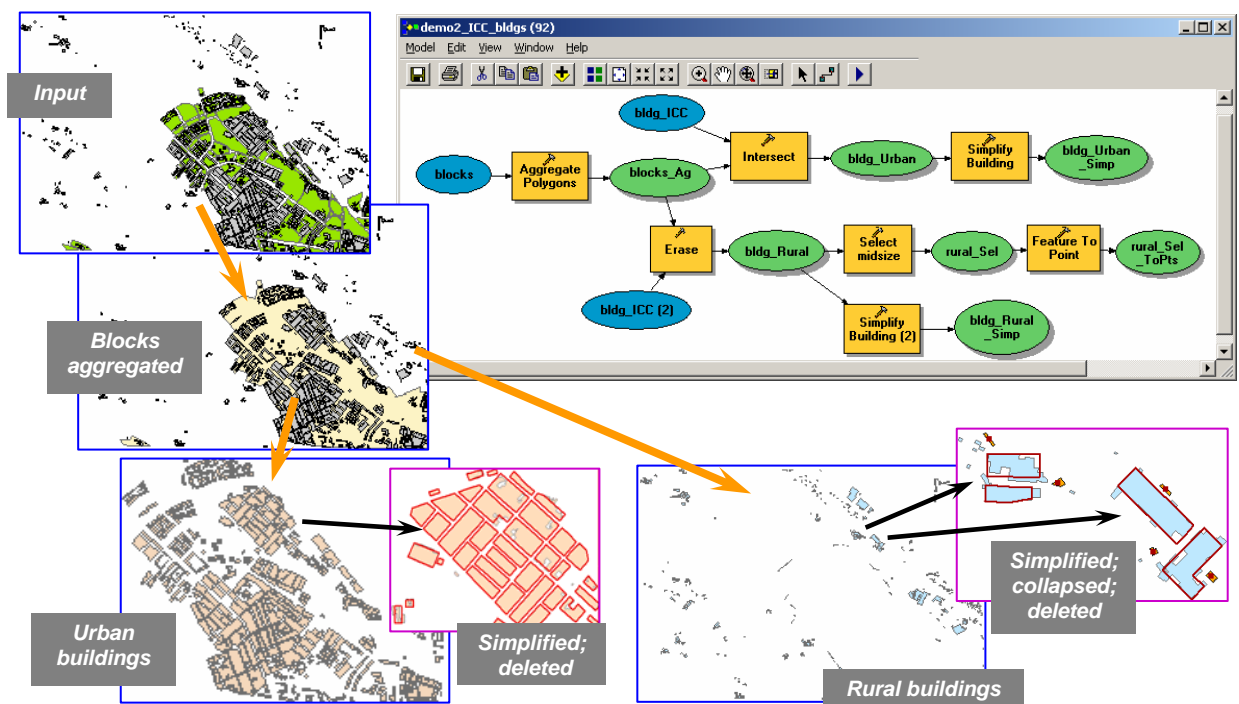 demo2_ICC_bldgs (92)
Model Edit View Window Help
Input
bldg_ICC
blocks
Aggregate
Polygons
blocks_Ag
Intersect
bldg_Urban
Simplify
Building
bldg_Urban
_Simp
Erase
bldg_Rural
Select
midsize
rural_Sel
Feature To
Point
rural_Sel
_ToPts
bldg_ICC (2)
Simplify
Building (2)
bldg_Rural
_Simp
Blocks
aggregated
Urban
buildings
Simplified;
deleted
Simplified;
collapsed;
deleted
Rural buildings